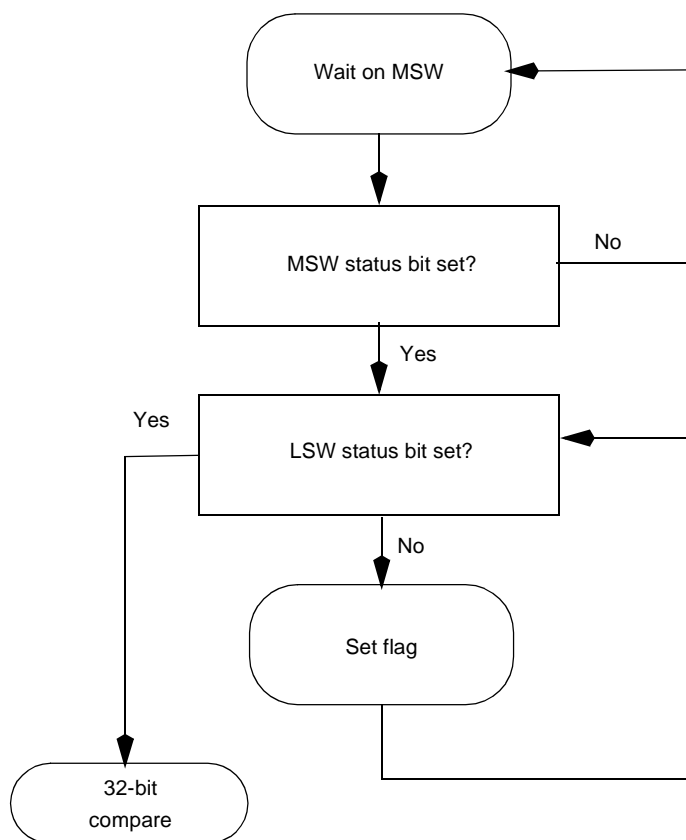 Wait on MSW
MSW status bit set?
No
Yes
Yes
LSW status bit set?
No
Set flag
32-bit
compare